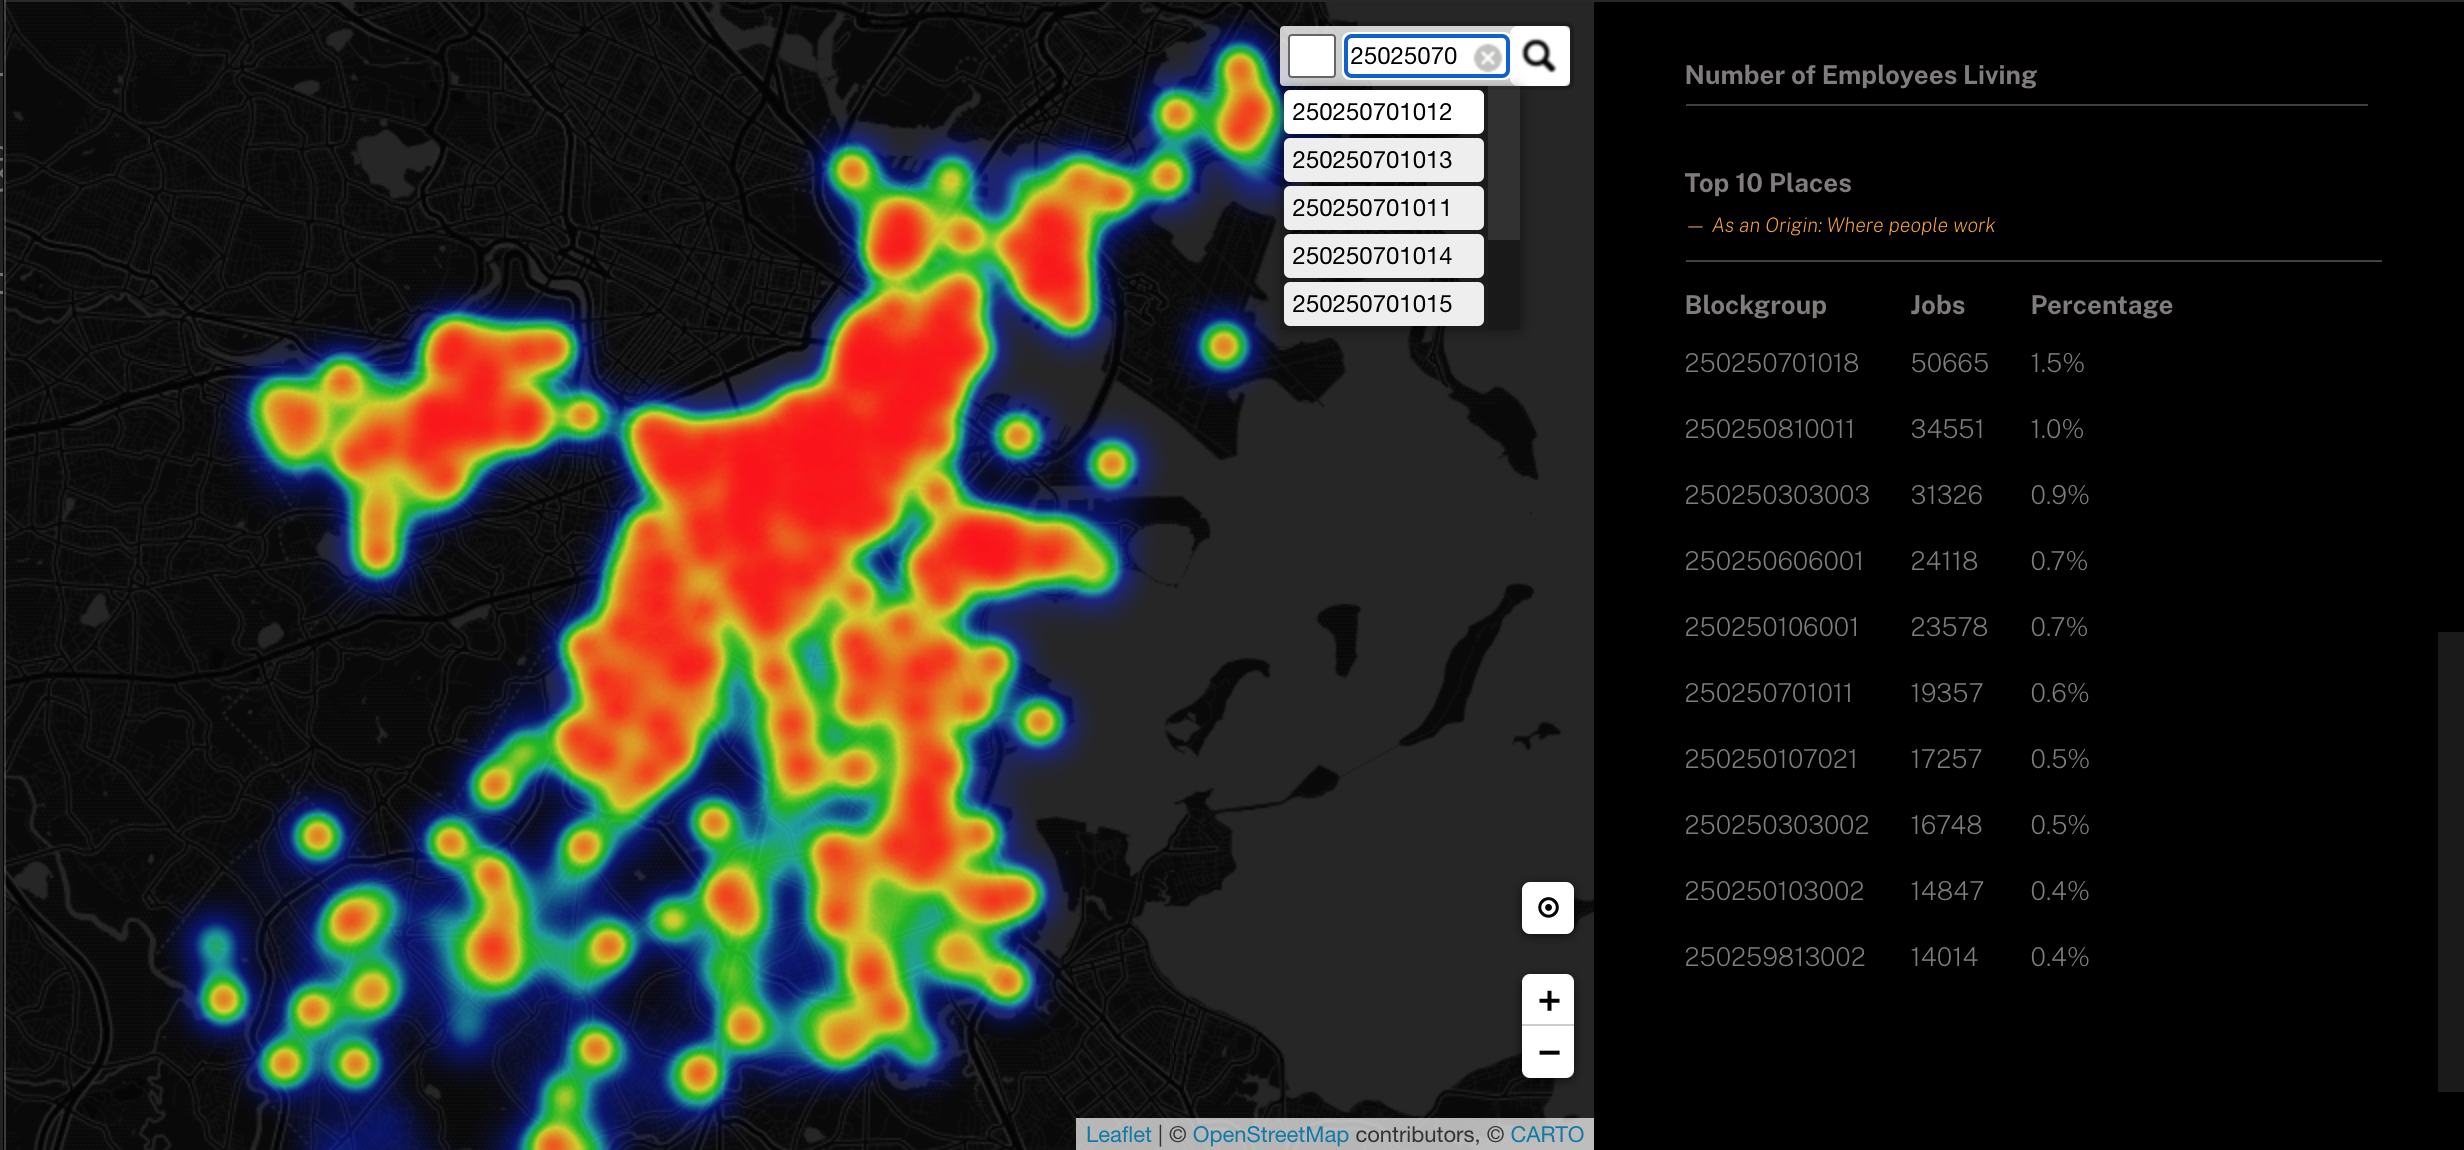 25025070
250250701012
250250701013
250250701011
250250701014
250250701015
+
−
Leaflet | © OpenStreetMap contributors, © CARTO
Number of Employees Living
Top 10 Places
— As an Origin: Where people work
Blockgroup Jobs Percentage
250250701018 50665 1.5%
250250810011 34551 1.0%
250250303003 31326 0.9%
250250606001 24118 0.7%
250250106001 23578 0.7%
250250701011 19357 0.6%
250250107021 17257 0.5%
250250303002 16748 0.5%
250250103002 14847 0.4%
250259813002 14014 0.4%